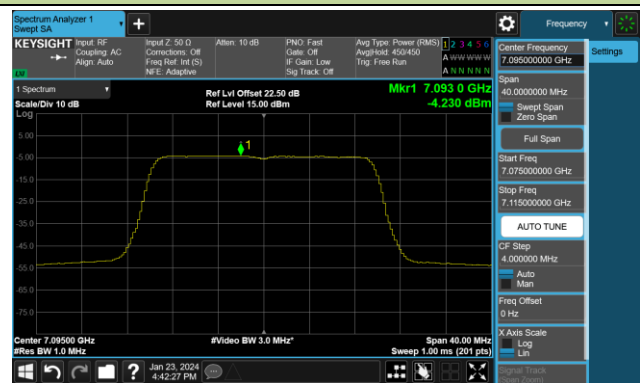 Spectrum Analyzer 1
Swept SA
Frequency
KEYSIGHT
Input: RF
Coupling: AC
Align: Auto
Input Z: 50 Ω
Corrections: Off
Freq Ref: Int (S)
NFE: Adaptive
Atten: 10 dB
PNO: Fast
Gate: Off
IF Gain: Low
Sig Track: Off
Avg Type: Power (RMS)
Avg|Hold: 450/450
Trig: Free Run
1 2 3 4 5 6
A W W W W W
A N N N N N
LW
1 Spectrum
Scale/Div 10 dB
Log
Ref Lvl Offset 22.50 dB
Ref Level 15.00 dBm
Mkr1 7.093 0 GHz
-4.230 dBm
1
5.00
-5.00
-15.0
-25.0
-35.0
-45.0
-55.0
-65.0
-75.0
Center 7.09500 GHz
#Res BW 1.0 MHz
#Video BW 3.0 MHz*
Span 40.00 MHz
Sweep 1.00 ms (201 pts)
Center Frequency
7.095000000 GHz
Settings
Span
40.0000000 MHz
Swept Span
Zero Span
Full Span
Start Freq
7.075000000 GHz
Stop Freq
7.115000000 GHz
AUTO TUNE
CF Step
4.000000 MHz
Auto
Man
Freq Offset
0 Hz
X Axis Scale
Log
Lin
Signal Track
(Span Zoom)
Jan 23, 2024
4:42:27 PM